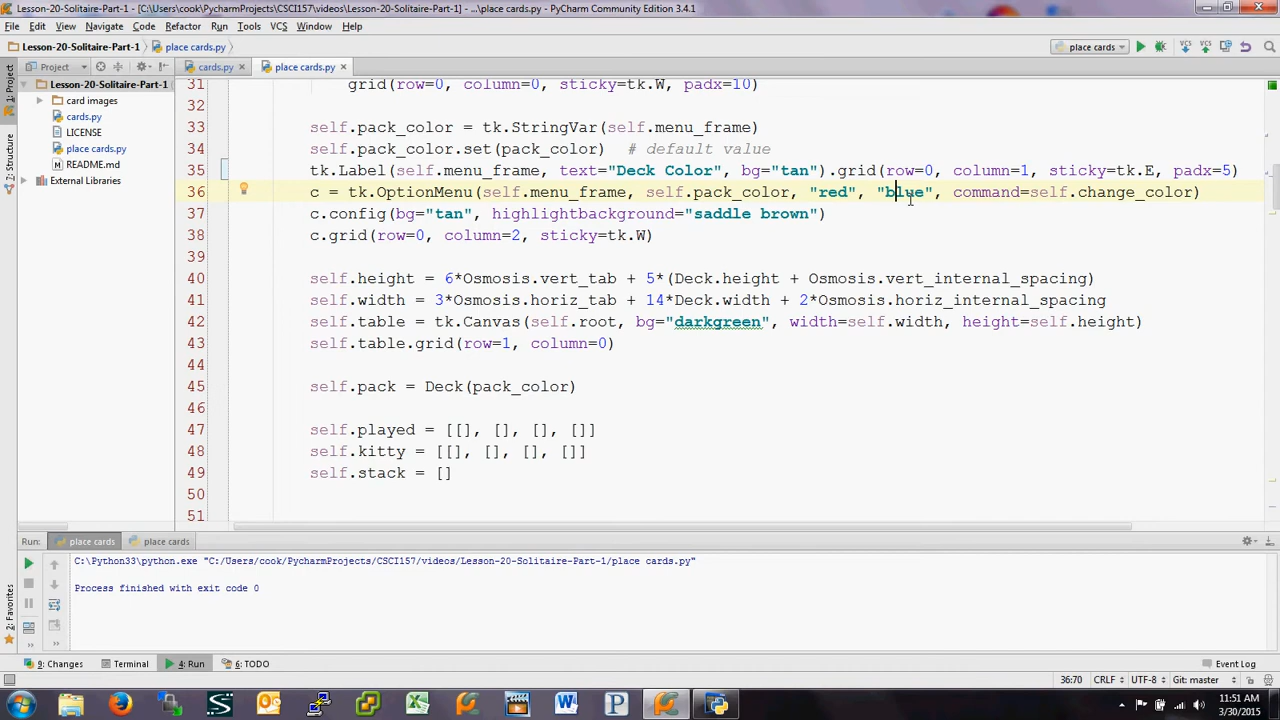 Lesson-20-Solitaire-Part-1 - [C:\Users\cook\PycharmProjects\CSCI157\videos\Lesson-20-Solitaire-Part-1] - ...\place cards.py - PyCharm Community Edition 3.4.1
File Edit View Navigate Code Refactor Run Tools VCS Window Help
Lesson-20-Solitaire-Part-1 place cards.py place cards
Project cards.py place cards.py
Lesson-20-Solitaire-Part-1
card images
cards.py
LICENSE
place cards.py
README.md
External Libraries
1: Project
7: Structure
2: Favorites
31 grid(row=0, column=0, sticky=tk.W, padx=10)
32
33 self.pack_color = tk.StringVar(self.menu_frame)
34 self.pack_color.set(pack_color) # default value
35 tk.Label(self.menu_frame, text="Deck Color", bg="tan").grid(row=0, column=1, sticky=tk.E, padx=5)
36 c = tk.OptionMenu(self.menu_frame, self.pack_color, "red", "blue", command=self.change_color)
37 c.config(bg="tan", highlightbackground="saddle brown")
38 c.grid(row=0, column=2, sticky=tk.W)
39
40 self.height = 6*Osmosis.vert_tab + 5*(Deck.height + Osmosis.vert_internal_spacing)
41 self.width = 3*Osmosis.horiz_tab + 14*Deck.width + 2*Osmosis.horiz_internal_spacing
42 self.table = tk.Canvas(self.root, bg="darkgreen", width=self.width, height=self.height)
43 self.table.grid(row=1, column=0)
44
45 self.pack = Deck(pack_color)
46
47 self.played = [[], [], [], []]
48 self.kitty = [[], [], [], []]
49 self.stack = []
50
51
Run: place cards place cards
C:\Python33\python.exe "C:/Users/cook/PycharmProjects/CSCI157/videos/Lesson-20-Solitaire-Part-1/place cards.py"
Process finished with exit code 0
9: Changes Terminal 4: Run 6: TODO Event Log
36:70 CRLF UTF-8 Git: master
11:51 AM
3/30/2015